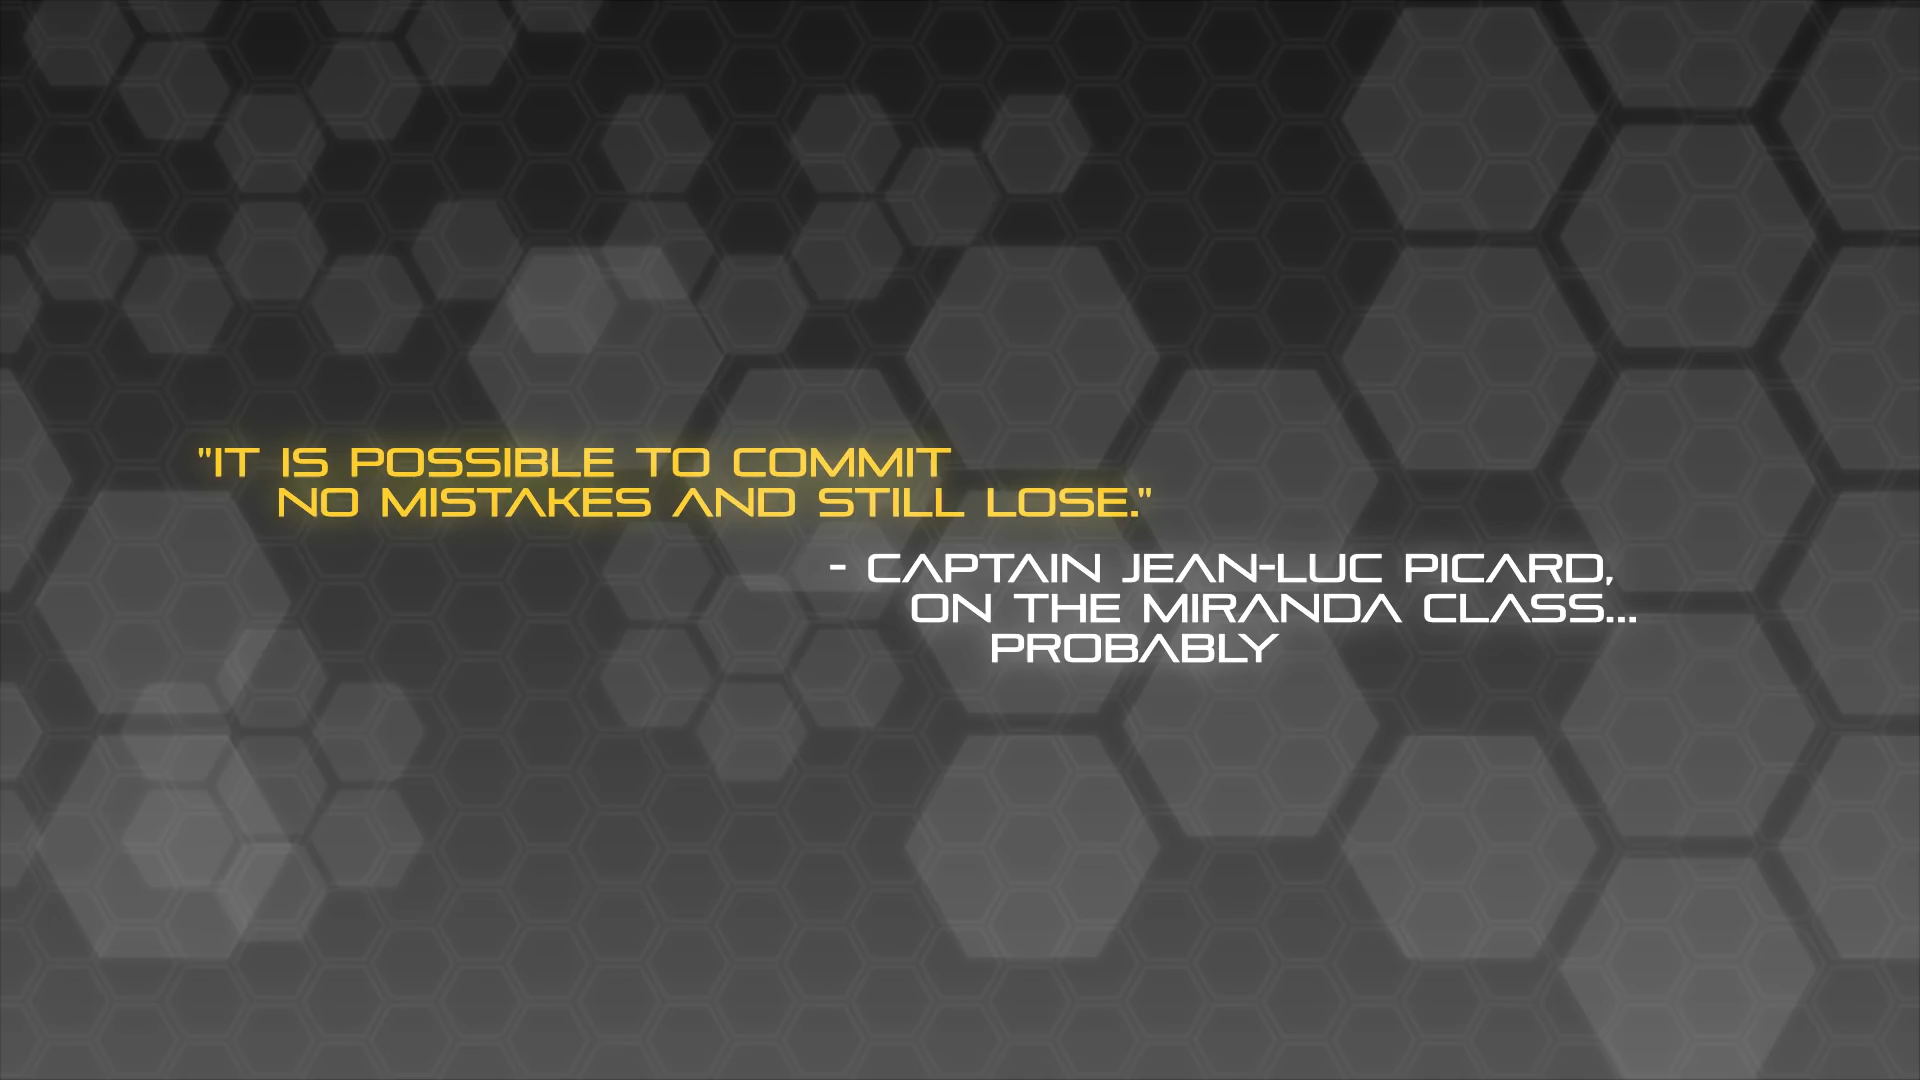 "IT IS POSSIBLE TO COMMIT
NO MISTAKES AND STILL LOSE."
- CAPTAIN JEAN-LUC PICARD,
ON THE MIRANDA CLASS...
PROBABLY